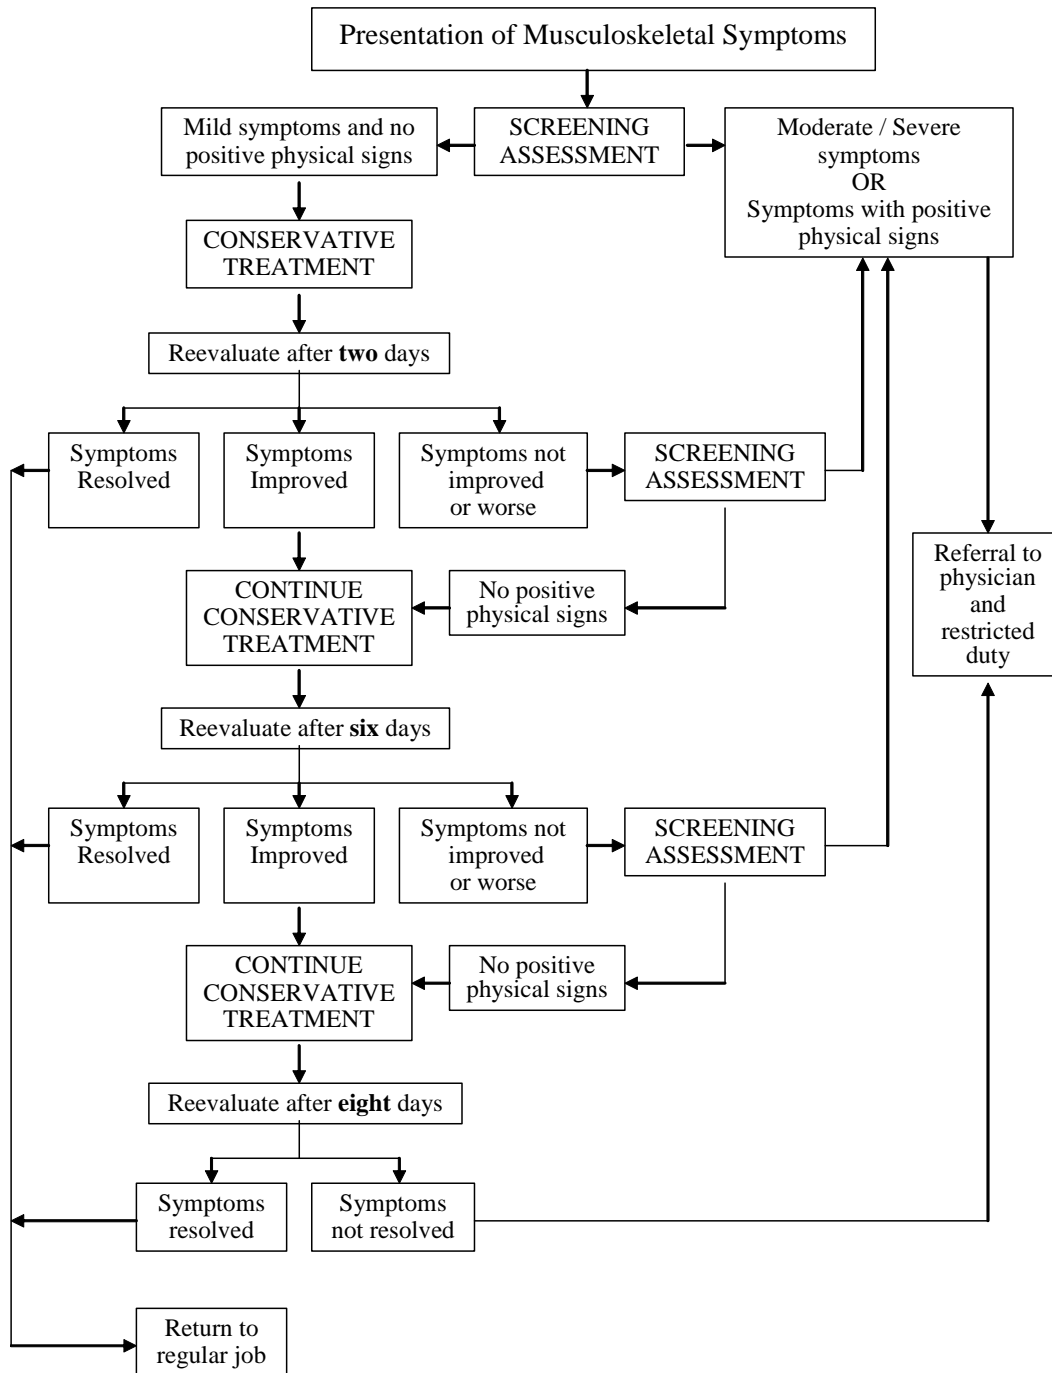 Presentation of Musculoskeletal Symptoms
Mild symptoms and no
positive physical signs
SCREENING
ASSESSMENT
Moderate / Severe
symptoms
OR
Symptoms with positive
physical signs
CONSERVATIVE
TREATMENT
Reevaluate after two days
Symptoms
Resolved
Symptoms
Improved
Symptoms not
improved
or worse
SCREENING
ASSESSMENT
CONTINUE
CONSERVATIVE
TREATMENT
No positive
physical signs
Referral to
physician
and
restricted
duty
Reevaluate after six days
Symptoms
Resolved
Symptoms
Improved
Symptoms not
improved
or worse
SCREENING
ASSESSMENT
CONTINUE
CONSERVATIVE
TREATMENT
No positive
physical signs
Reevaluate after eight days
Symptoms
resolved
Symptoms
not resolved
Return to
regular job